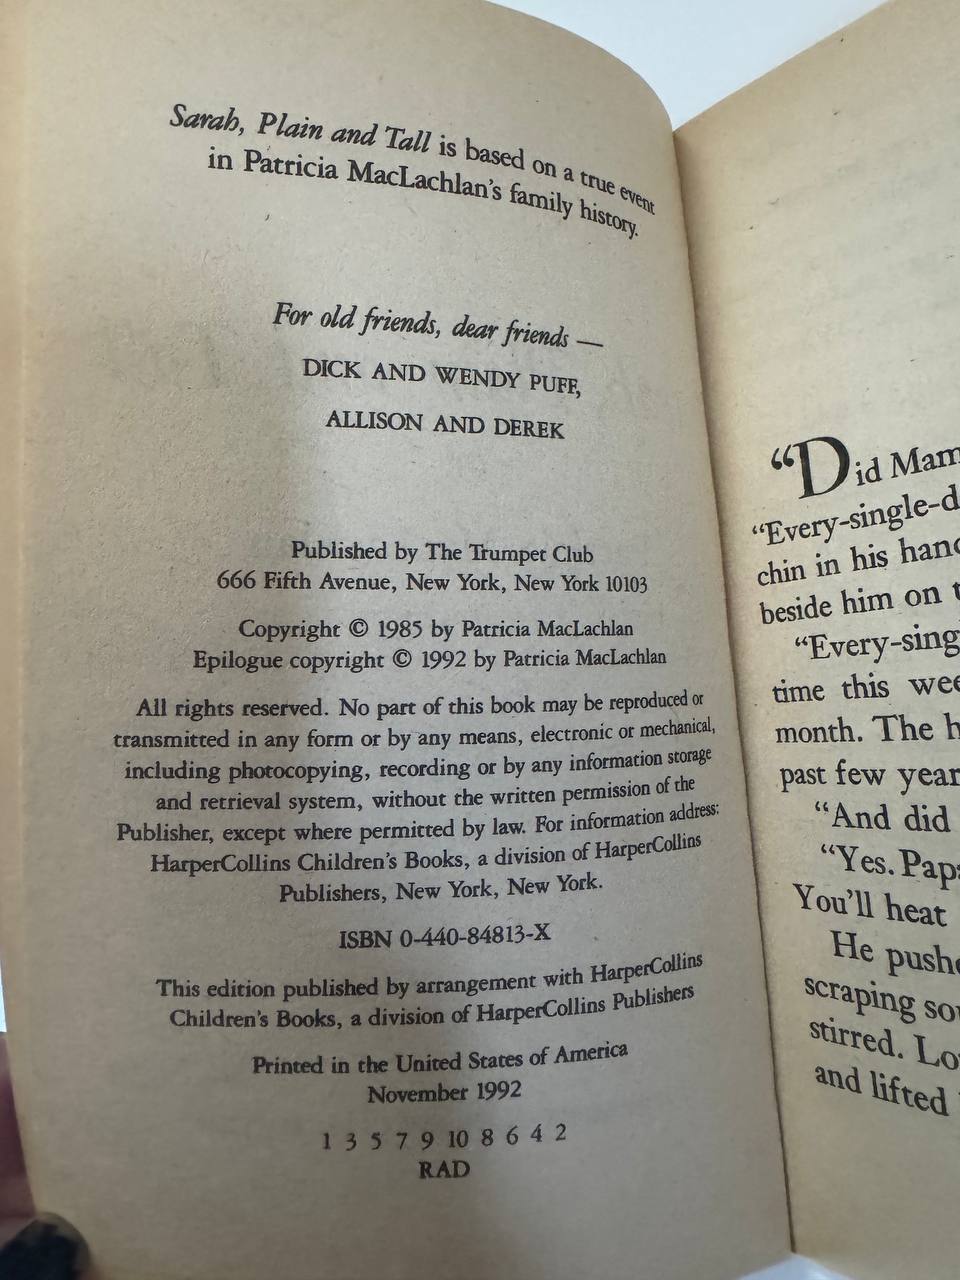 Sarah, Plain and Tall is based on a true event
in Patricia MacLachlan's family history.
For old friends, dear friends —
DICK AND WENDY PUFF,
ALLISON AND DEREK
Published by The Trumpet Club
666 Fifth Avenue, New York, New York 10103
Copyright © 1985 by Patricia MacLachlan
Epilogue copyright © 1992 by Patricia MacLachlan
All rights reserved. No part of this book may be reproduced or
transmitted in any form or by any means, electronic or mechanical,
including photocopying, recording or by any information storage
and retrieval system, without the written permission of the
Publisher, except where permitted by law. For information address:
HarperCollins Children's Books, a division of HarperCollins
Publishers, New York, New York.
ISBN 0-440-84813-X
This edition published by arrangement with HarperCollins
Children's Books, a division of HarperCollins Publishers
Printed in the United States of America
November 1992
1 3 5 7 9 10 8 6 4 2
RAD
"Did Mam
"Every-single-d
chin in his han
beside him on
"Every-sing
time this wee
month. The h
past few year
"And did
"Yes. Pap
You'll heat
He push
scraping so
stirred. Lo
and lifted